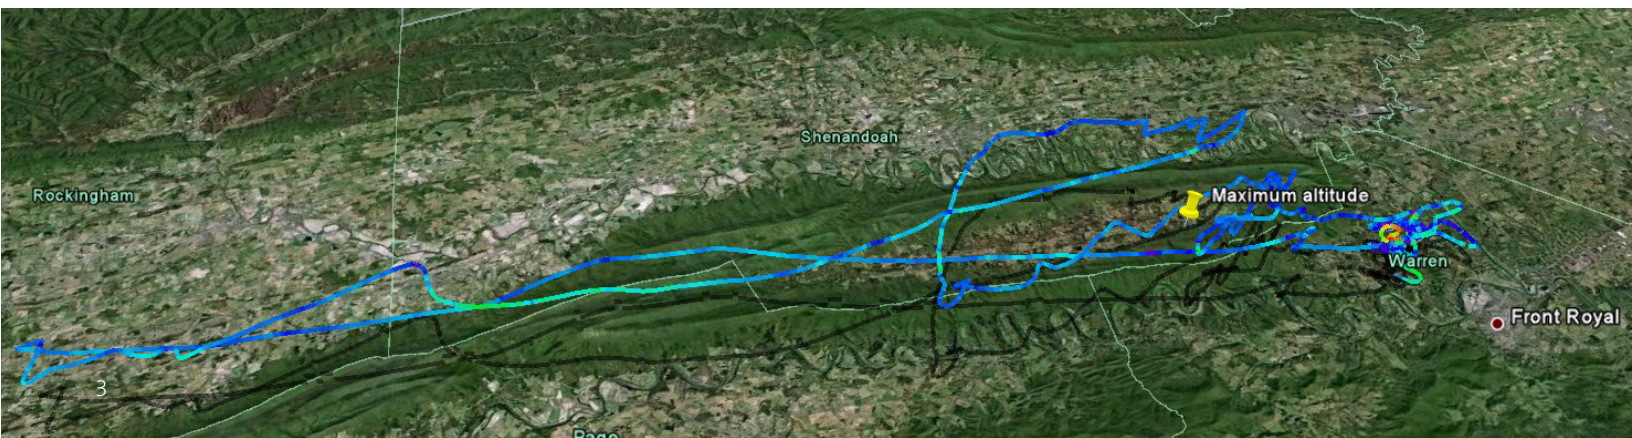 Shenandoah
Rockingham
Maximum altitude
Warren
Front Royal
3
Page